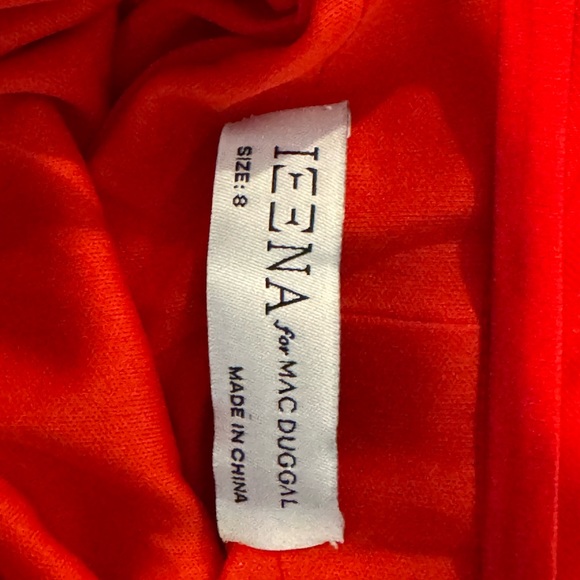 IEENA for MAC DUGGAL
SIZE: 8
MADE IN CHINA